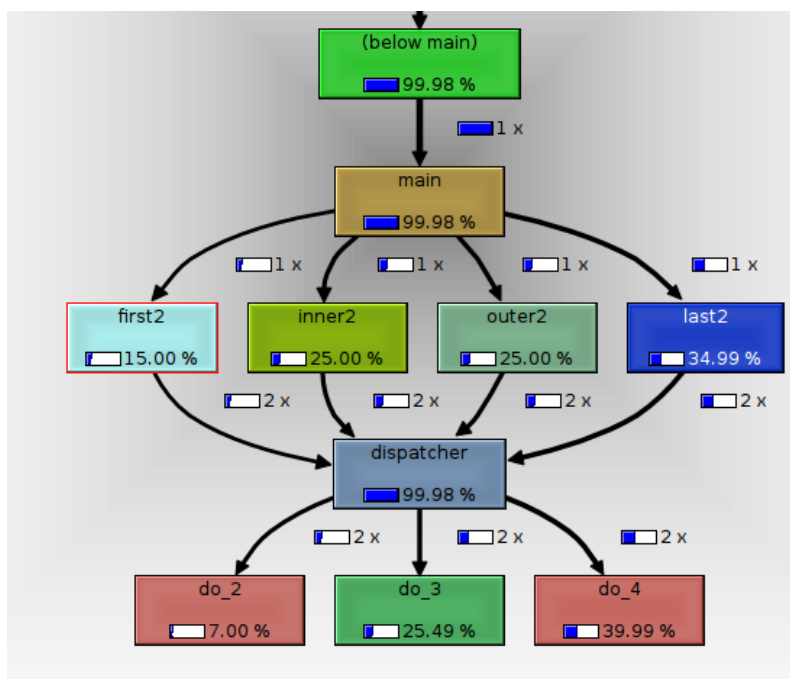 (below main)
99.98 %
1 x
main
99.98 %
1 x 1 x 1 x 1 x
first2 inner2 outer2 last2
15.00 % 25.00 % 25.00 % 34.99 %
2 x 2 x 2 x 2 x
dispatcher
99.98 %
2 x 2 x 2 x
do_2 do_3 do_4
7.00 % 25.49 % 39.99 %